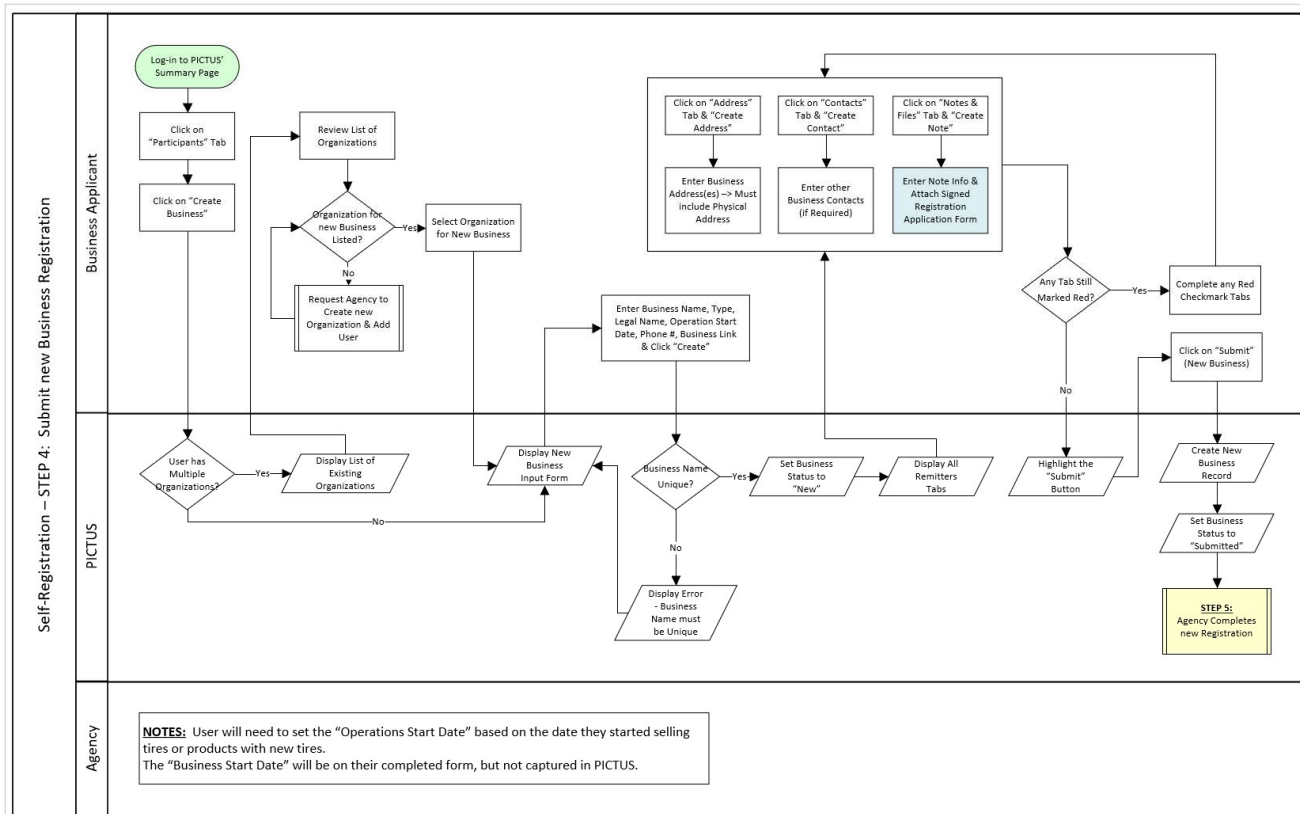 Self-Registration – STEP 4:  Submit new Business Registration
Business Applicant
Log-in to PICTUS'
Summary Page
Click on
"Participants" Tab
Click on "Create
Business"
Review List of
Organizations
Organization for
new Business
Listed?
Yes
No
Request Agency to
Create new
Organization & Add
User
Select Organization
for New Business
Enter Business Name, Type,
Legal Name, Operation Start
Date, Phone #, Business Link
& Click "Create"
Click on "Address"
Tab & "Create
Address"
Enter Business
Address(es) –> Must
include Physical
Address
Click on "Contacts"
Tab & "Create
Contact"
Enter other
Business Contacts
(if Required)
Click on "Notes &
Files" Tab & "Create
Note"
Enter Note Info &
Attach Signed
Registration
Application Form
Any Tab Still
Marked Red?
Yes
No
Complete any Red
Checkmark Tabs
Click on "Submit"
(New Business)
PICTUS
User has
Multiple
Organizations?
Yes
No
Display List of
Existing
Organizations
Display New
Business
Input Form
Business Name
Unique?
Yes
No
Display Error
- Business
Name must
be Unique
Set Business
Status to
"New"
Display All
Remitters
Tabs
Highlight the
"Submit"
Button
Create New
Business
Record
Set Business
Status to
"Submitted"
STEP 5:
Agency Completes
new Registration
Agency
NOTES:  User will need to set the "Operations Start Date" based on the date they started selling
tires or products with new tires.
The "Business Start Date" will be on their completed form, but not captured in PICTUS.